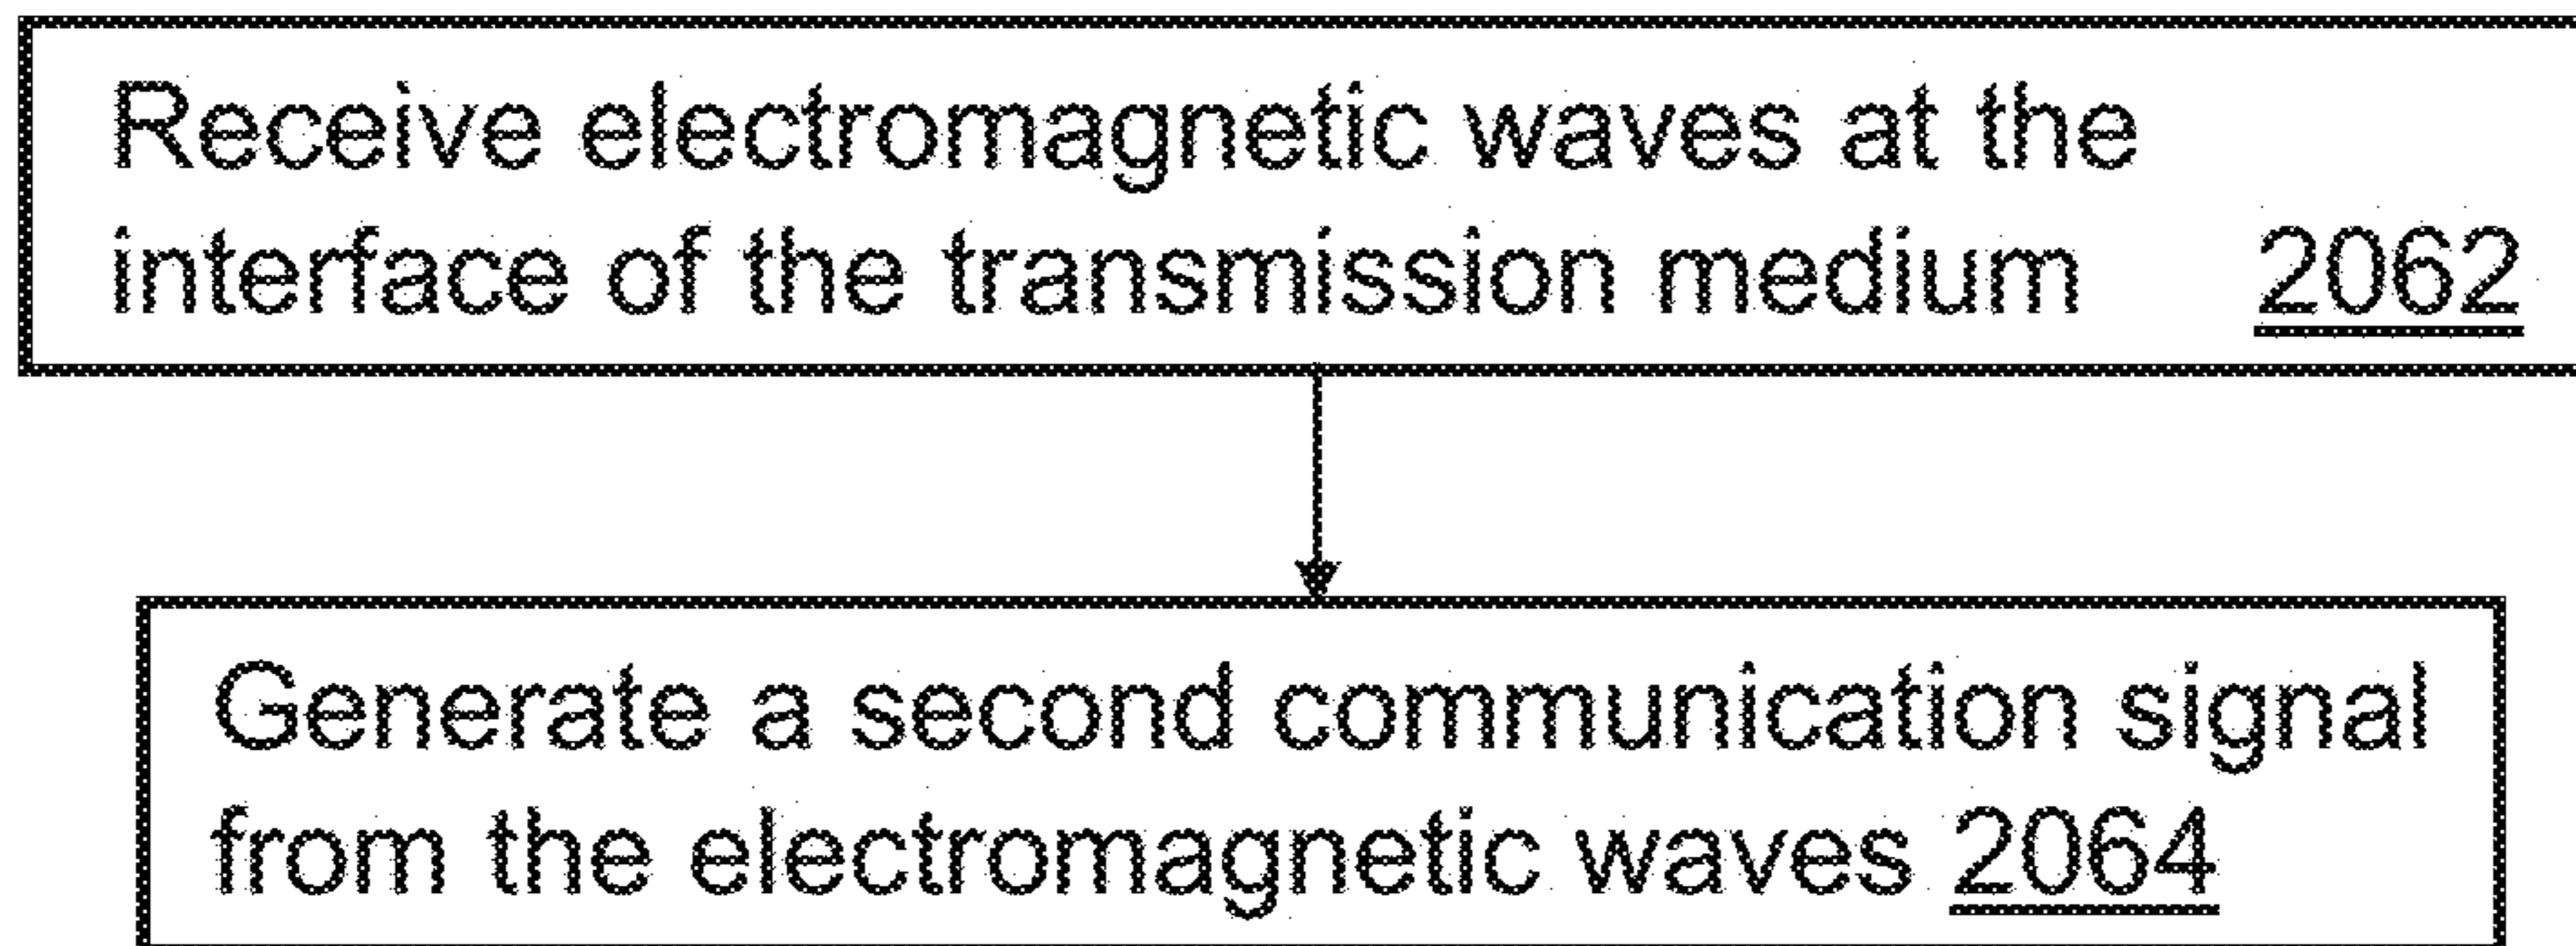 Receive electromagnetic waves at the
interface of the transmission medium 2062
Generate a second communication signal
from the electromagnetic waves 2064